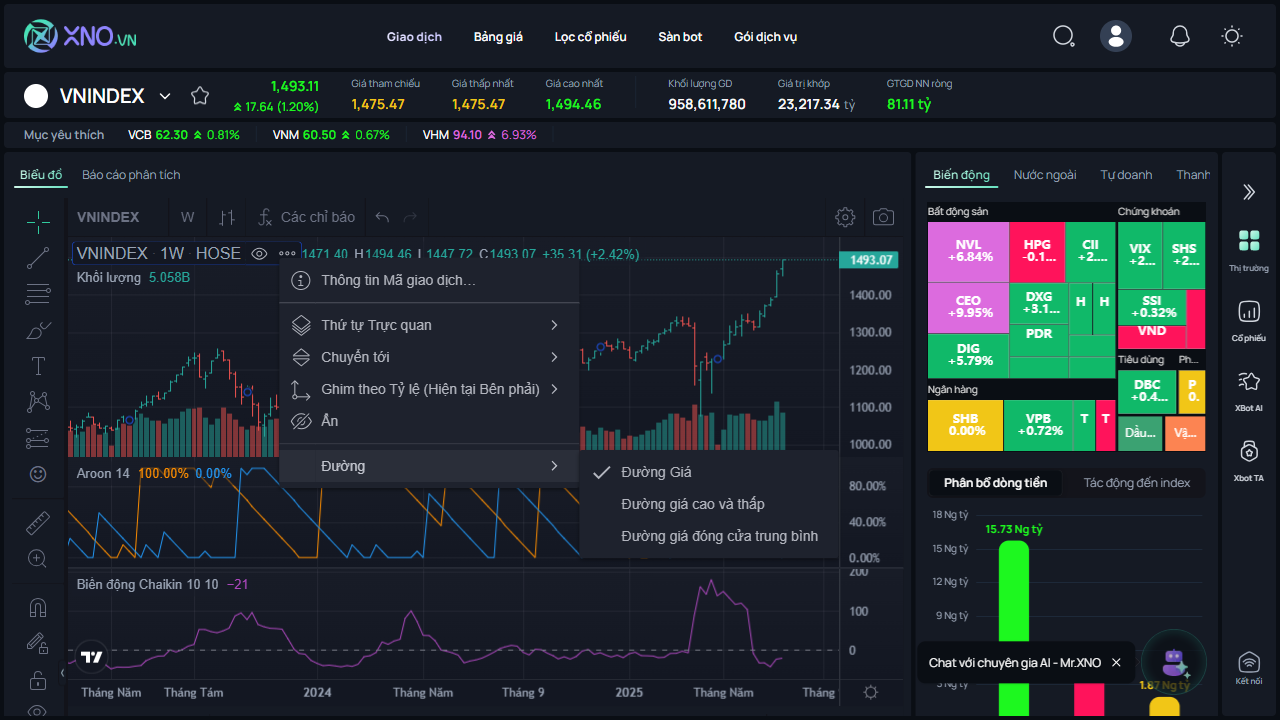 XNO.VN
Giao dịch Bảng giá Lọc cổ phiếu Sàn bot Gói dịch vụ
VNINDEX
1,493.11
17.64 (1.20%)
Giá tham chiếu
1,475.47
Giá thấp nhất
1,475.47
Giá cao nhất
1,494.46
Khối lượng GD
958,611,780
Giá trị khớp
23,217.34 tỷ
GTGD NN ròng
81.11 tỷ
Mục yêu thích VCB 62.30 0.81% VNM 60.50 0.67% VHM 94.10 6.93%
Biểu đồ Báo cáo phân tích
VNINDEX W Các chỉ báo
VNINDEX · 1W · HOSE 1471.40 H1494.46 L1447.72 C1493.07 +35.31 (+2.42%)
Khối lượng 5.058B
Thông tin Mã giao dịch...
Thứ tự Trực quan
Chuyển tới
Ghim theo Tỷ lệ (Hiện tại Bên phải)
Ẩn
Đường
Đường Giá
Đường giá cao và thấp
Đường giá đóng cửa trung bình
1493.07
1400.00
1300.00
1200.00
1100.00
1000.00
Aroon 14 100.00% 0.00%
80.00%
40.00%
0.00%
Biến động Chaikin 10 10 −21
200
100
0
Tháng Năm Tháng Tám 2024 Tháng Năm Tháng 9 2025 Tháng Năm Tháng
Biến động Nước ngoài Tự doanh Thanh
Bất động sản
NVL
+6.84%
HPG
-0.1...
CII
+2....
CEO
+9.95%
DXG
+3.1...
H
H
PDR
DIG
+5.79%
Chứng khoán
VIX
+2...
SHS
+2...
SSI
+0.32%
VND
Tiêu dùng
DBC
+0.4...
Ph...
P
0.
Ngân hàng
SHB
0.00%
VPB
+0.72%
T
T
Dầu...
Vậ...
Phân bổ dòng tiền Tác động đến index
18 Ng tỷ
15.73 Ng tỷ
15 Ng tỷ
12 Ng tỷ
9 Ng tỷ
Chat với chuyên gia AI - Mr.XNO
1.87 Ng tỷ
Thị trường
Cổ phiếu
XBot AI
Xbot TA
Kết nối